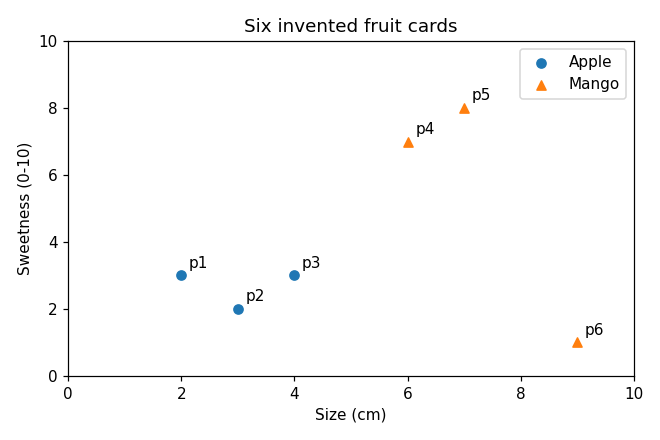 Six invented fruit cards
10
8
6
4
2
0
Sweetness (0-10)
Apple
Mango
p5
p4
p1
p3
p2
p6
0
2
4
6
8
10
Size (cm)